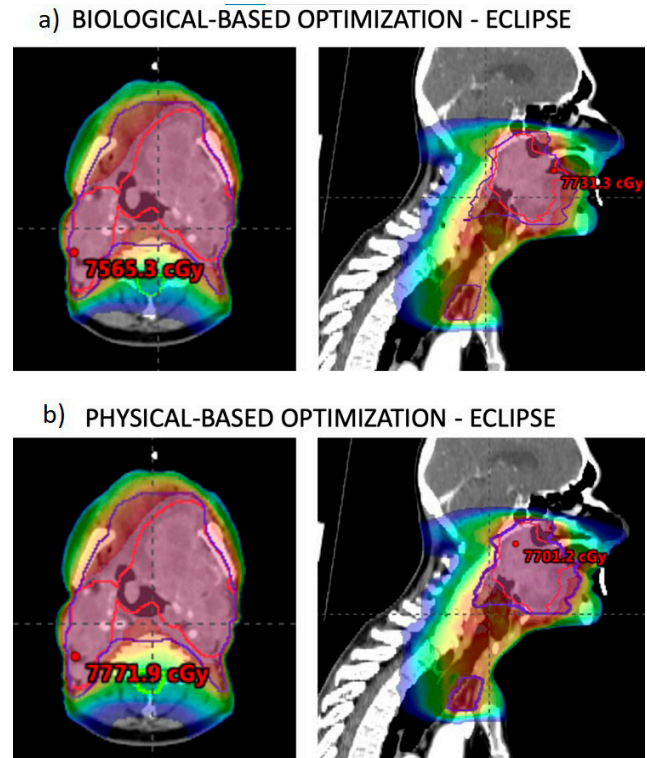 a) BIOLOGICAL-BASED OPTIMIZATION - ECLIPSE
7565.3 cGy
7731.3 cGy
b) PHYSICAL-BASED OPTIMIZATION - ECLIPSE
7771.9 cGy
7701.2 cGy